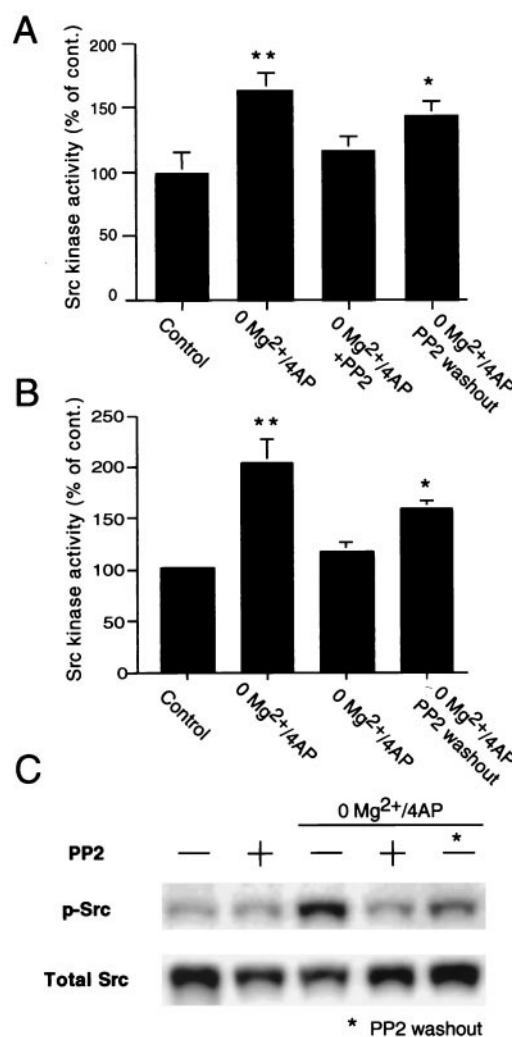 A
Src kinase activity (% of cont.)
200
150
100
50
0
**
*
Control
0 Mg²⁺/4AP
0 Mg²⁺/4AP
+PP2
0 Mg²⁺/4AP
PP2 washout
B
Src kinase activity (% of cont.)
250
200
150
100
50
0
**
*
Control
0 Mg²⁺/4AP
0 Mg²⁺/4AP
0 Mg²⁺/4AP
PP2 washout
C
0 Mg²⁺/4AP
PP2 — + — + — *
p-Src
Total Src
* PP2 washout